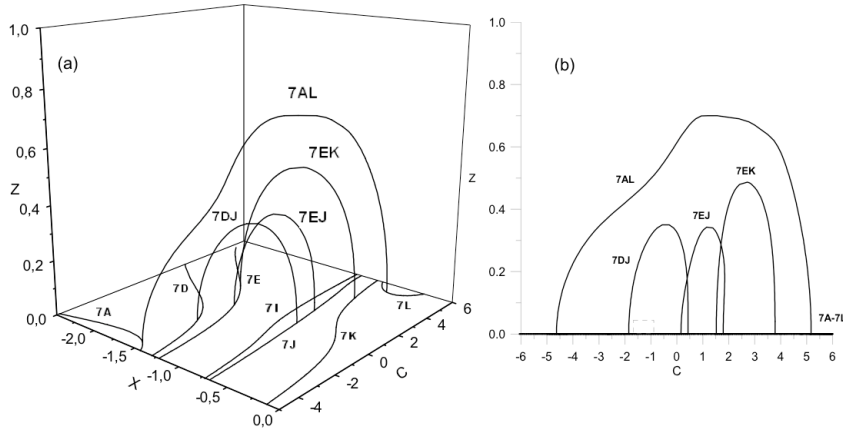 (a)
1,0
0,8
0,6
0,4
0,2
0,0
Z
7AL
7EK
7EJ
7DJ
7D
7E
7A
7I
7J
7K
7L
Z
-2,0
-1,5
-1,0
-0,5
0,0
X
-4
-2
0
2
4
6
C
(b)
1.0
0.8
0.6
0.4
0.2
0.0
7AL
7EK
7EJ
7DJ
7A-7L
-6 -5 -4 -3 -2 -1 0 1 2 3 4 5 6
C